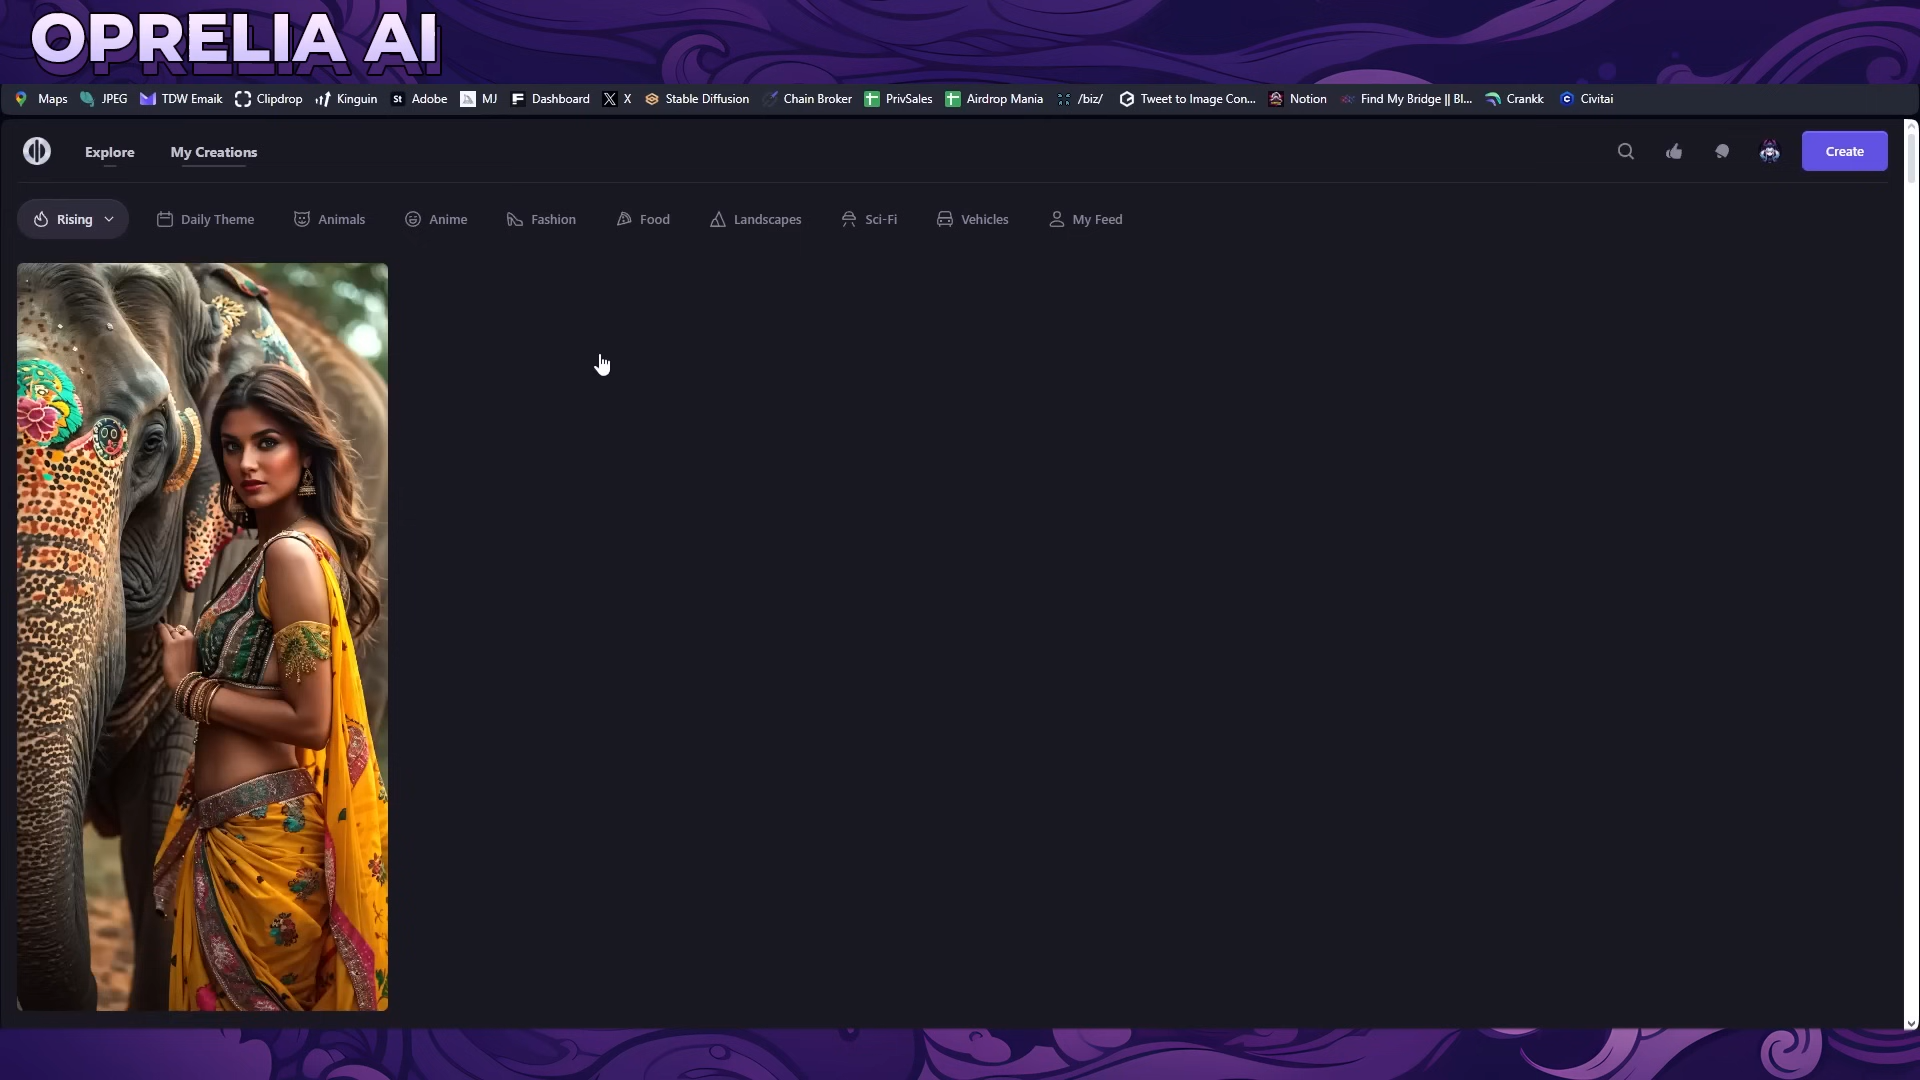 OPRELIA AI
Maps JPEG TDW Emaik Clipdrop Kinguin St Adobe MJ Dashboard X Stable Diffusion Chain Broker PrivSales Airdrop Mania /biz/ Tweet to Image Con... Notion Find My Bridge || Bl... Crankk Civitai
Explore My Creations Create
Rising Daily Theme Animals Anime Fashion Food Landscapes Sci-Fi Vehicles My Feed